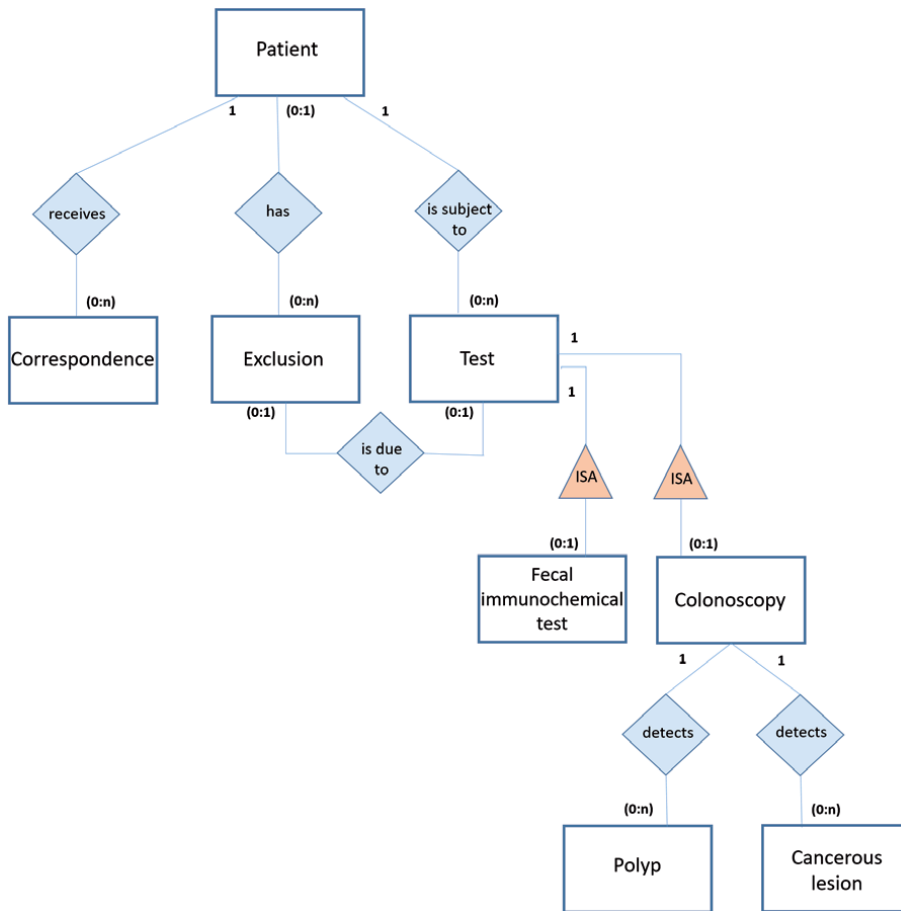 Patient
1
(0:1)
1
receives
has
is subject
to
(0:n)
(0:n)
(0:n)
Correspondence
Exclusion
Test
1
1
(0:1)
(0:1)
is due
to
ISA
ISA
(0:1)
(0:1)
Fecal
immunochemical
test
Colonoscopy
1
1
detects
detects
(0:n)
(0:n)
Polyp
Cancerous
lesion